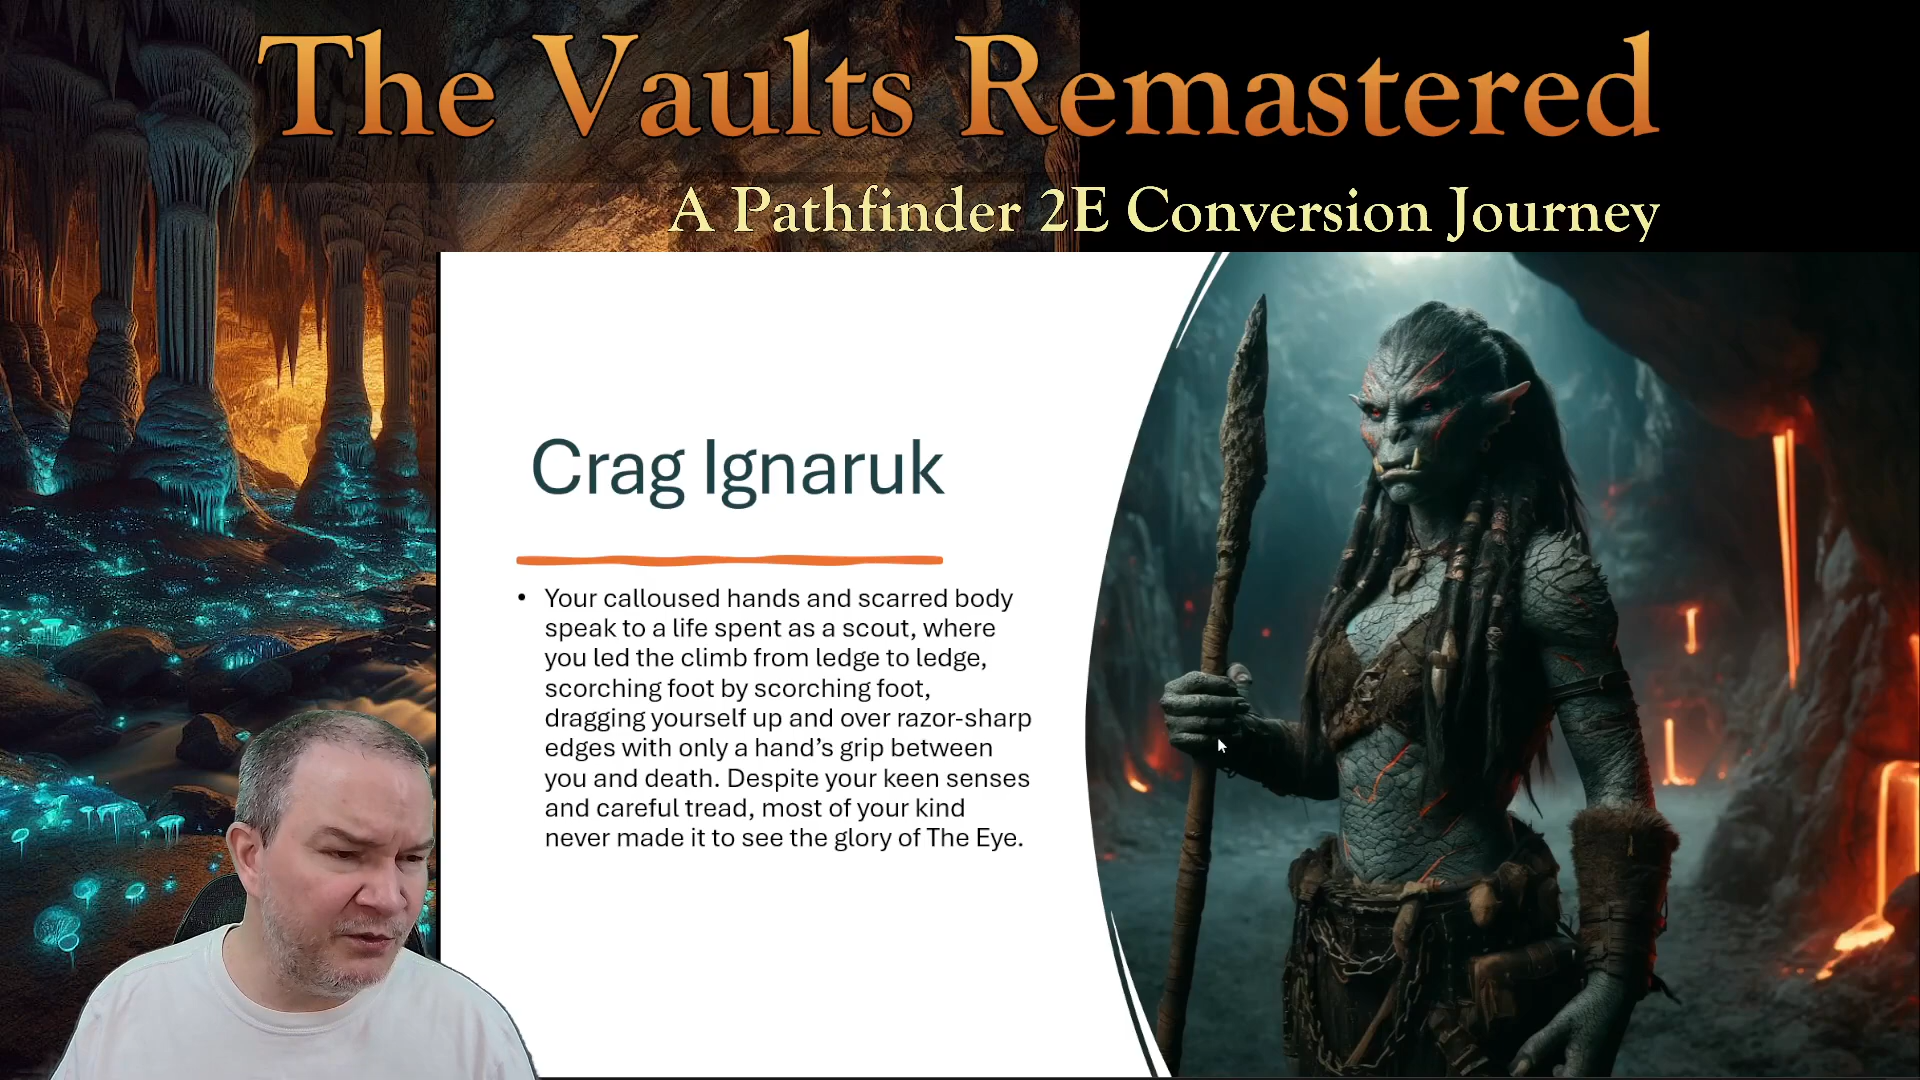 The Vaults Remastered
A Pathfinder 2E Conversion Journey
Crag Ignaruk
• Your calloused hands and scarred body
speak to a life spent as a scout, where
you led the climb from ledge to ledge,
scorching foot by scorching foot,
dragging yourself up and over razor-sharp
edges with only a hand’s grip between
you and death. Despite your keen senses
and careful tread, most of your kind
never made it to see the glory of The Eye.